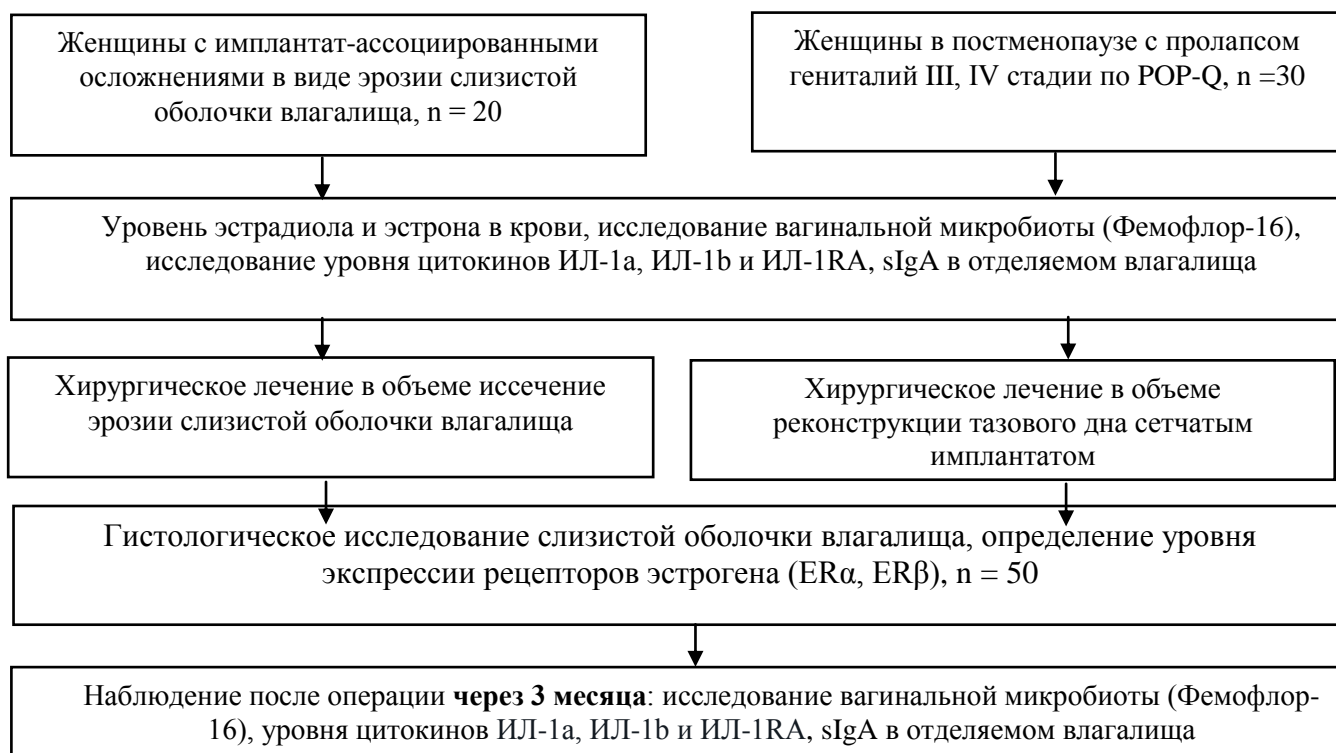 Женщины с имплантат-ассоциированными
осложнениями в виде эрозии слизистой
оболочки влагалища, n = 20
Женщины в постменопаузе с пролапсом
гениталий III, IV стадии по POP-Q, n =30
Уровень эстрадиола и эстрона в крови, исследование вагинальной микробиоты (Фемофлор-16),
исследование уровня цитокинов ИЛ-1a, ИЛ-1b и ИЛ-1RA, sIgA в отделяемом влагалища
Хирургическое лечение в объеме иссечение
эрозии слизистой оболочки влагалища
Хирургическое лечение в объеме
реконструкции тазового дна сетчатым
имплантатом
Гистологическое исследование слизистой оболочки влагалища, определение уровня
экспрессии рецепторов эстрогена (ERα, ERβ), n = 50
Наблюдение после операции через 3 месяца: исследование вагинальной микробиоты (Фемофлор-
16), уровня цитокинов ИЛ-1a, ИЛ-1b и ИЛ-1RA, sIgA в отделяемом влагалища